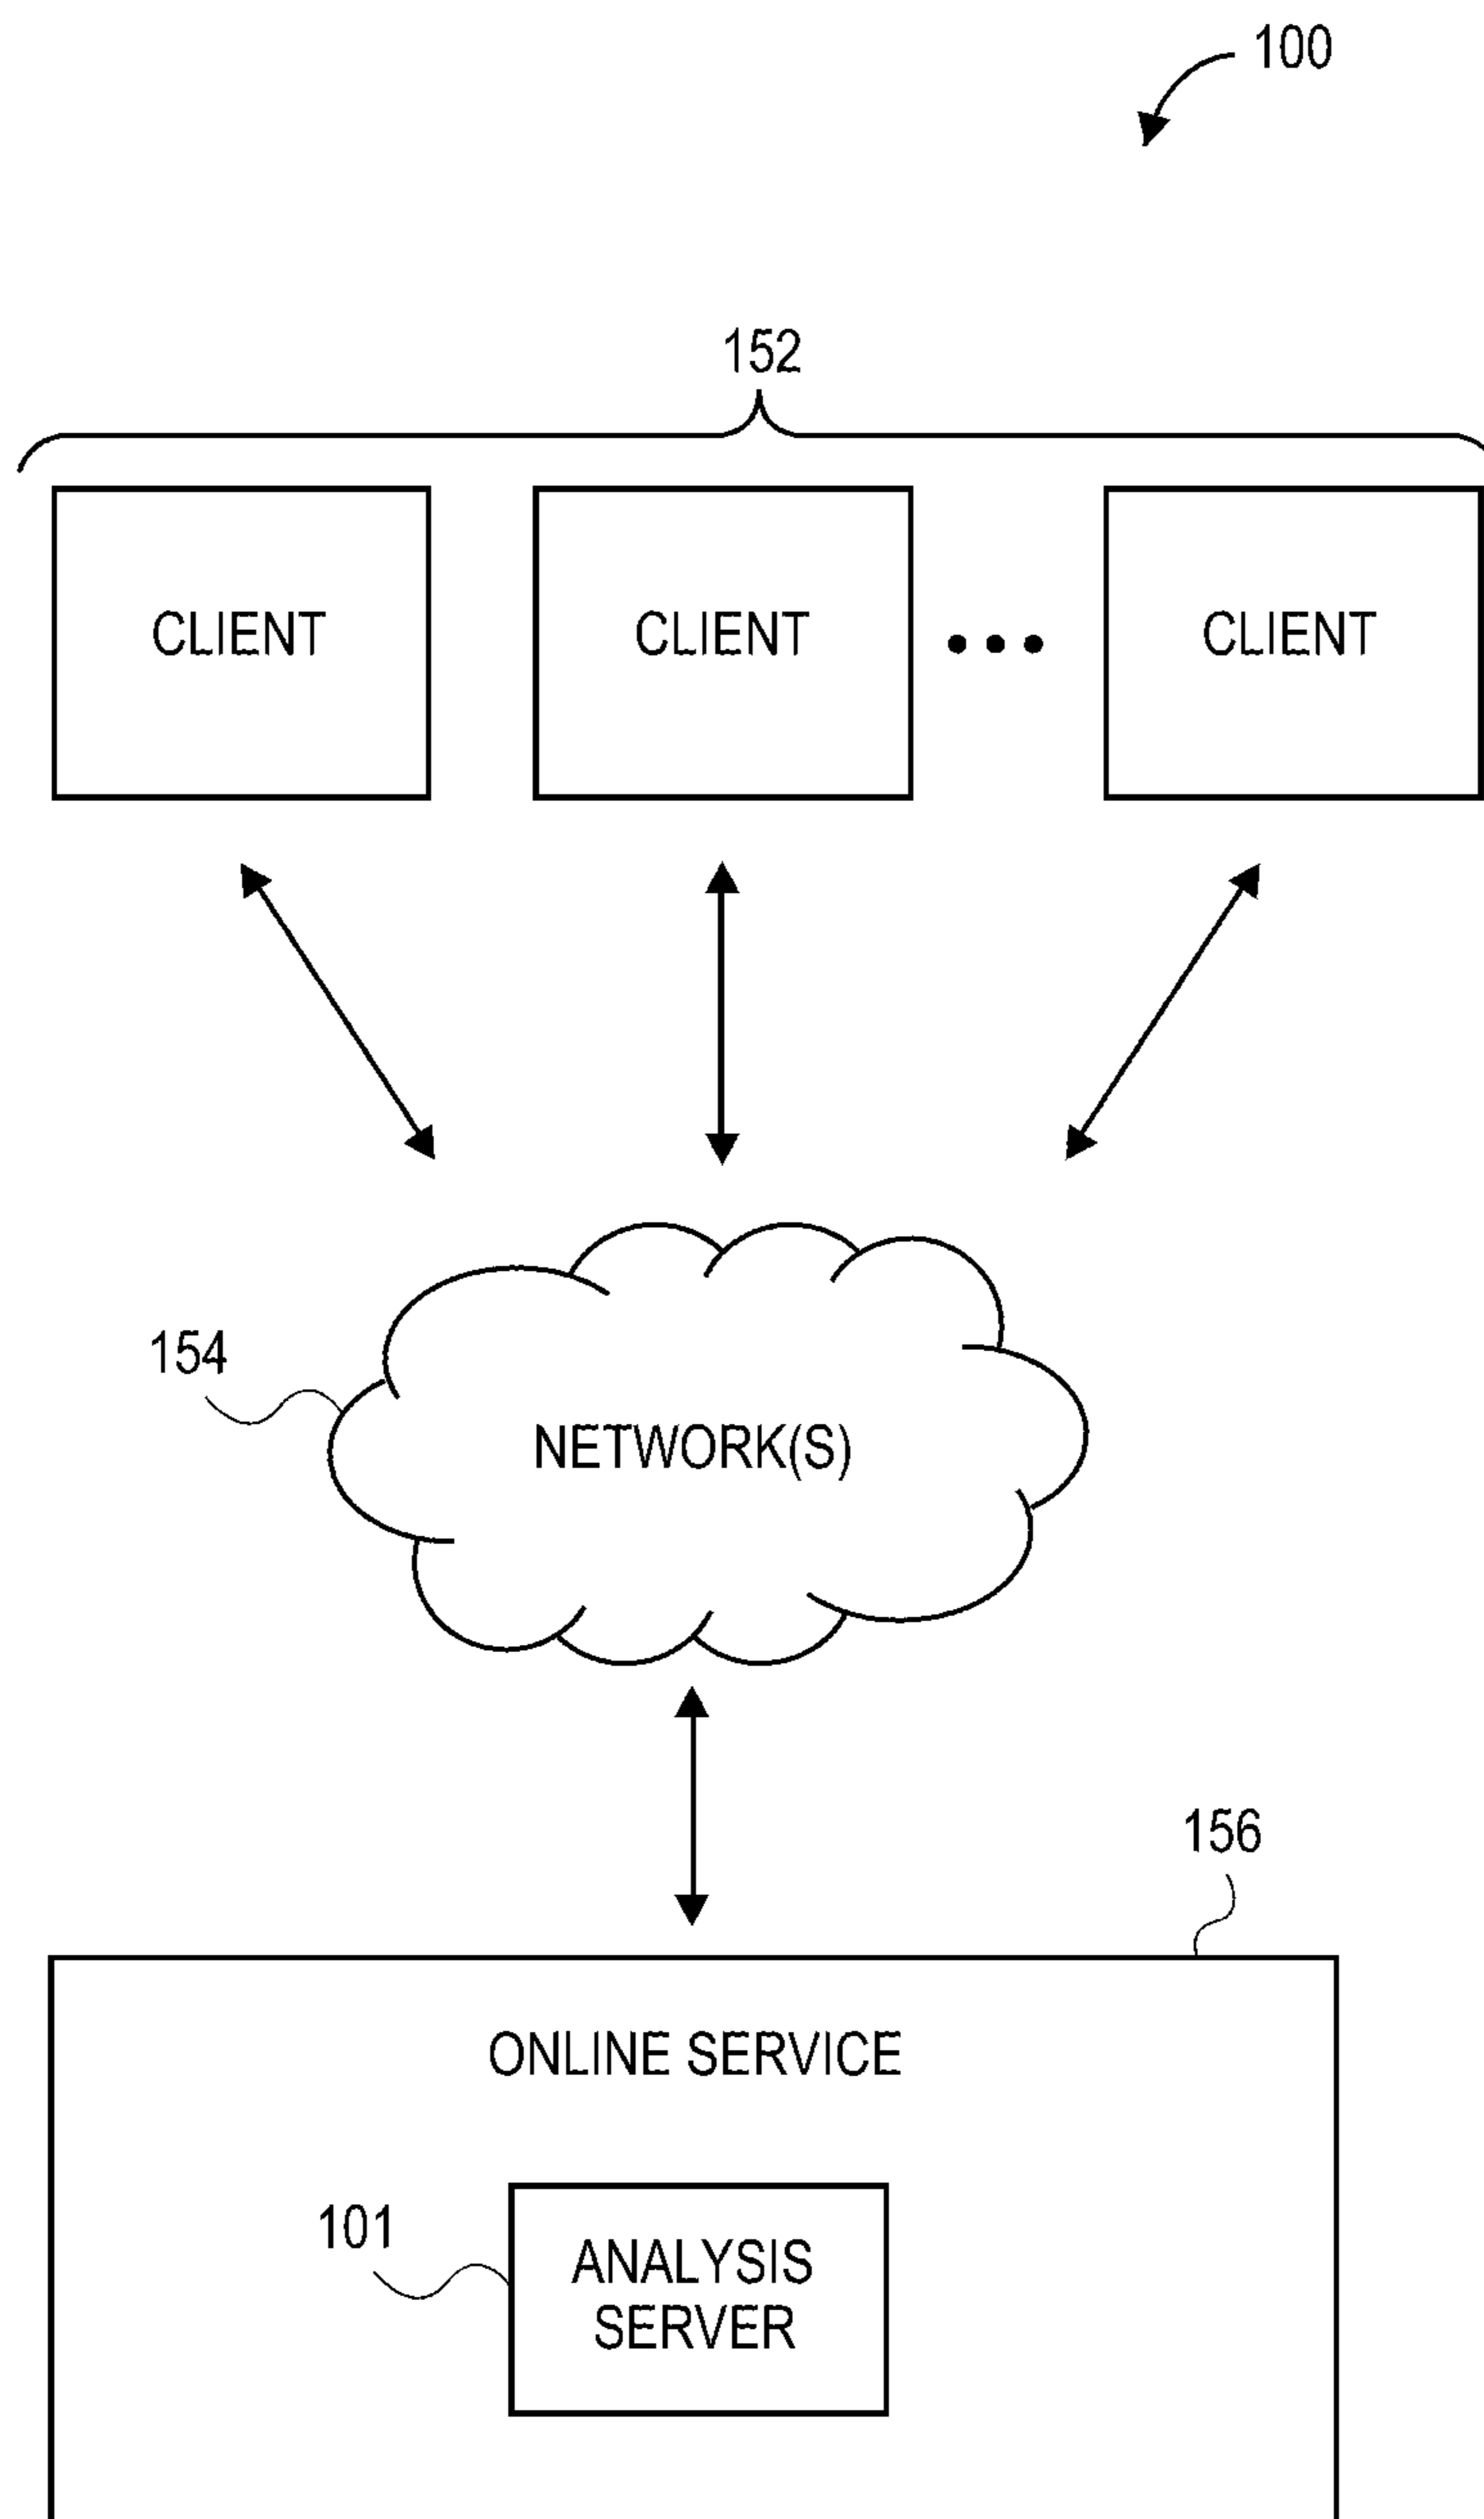 100
152
CLIENT
CLIENT
CLIENT
154
NETWORK(S)
156
ONLINE SERVICE
101
ANALYSIS
SERVER